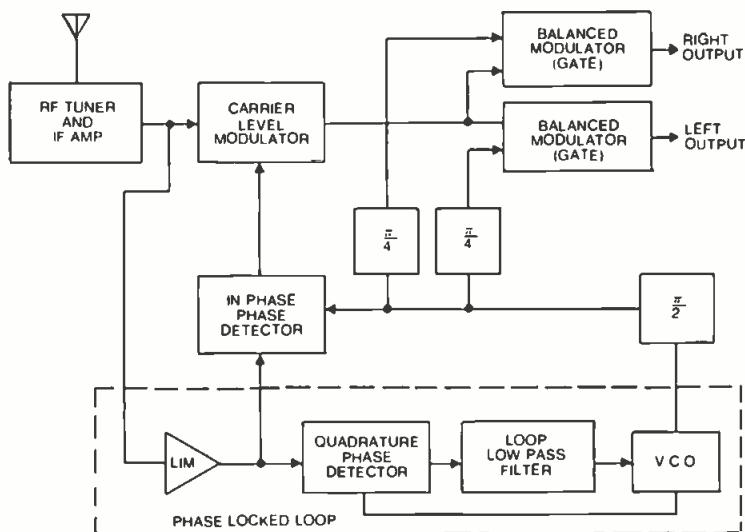 RF TUNER
AND
IF AMP
CARRIER
LEVEL
MODULATOR
BALANCED
MODULATOR
(GATE)
RIGHT
OUTPUT
BALANCED
MODULATOR
(GATE)
LEFT
OUTPUT
π/4
π/4
π/2
IN PHASE
PHASE
DETECTOR
LIM
QUADRATURE
PHASE
DETECTOR
LOOP
LOW PASS
FILTER
VCO
PHASE LOCKED LOOP